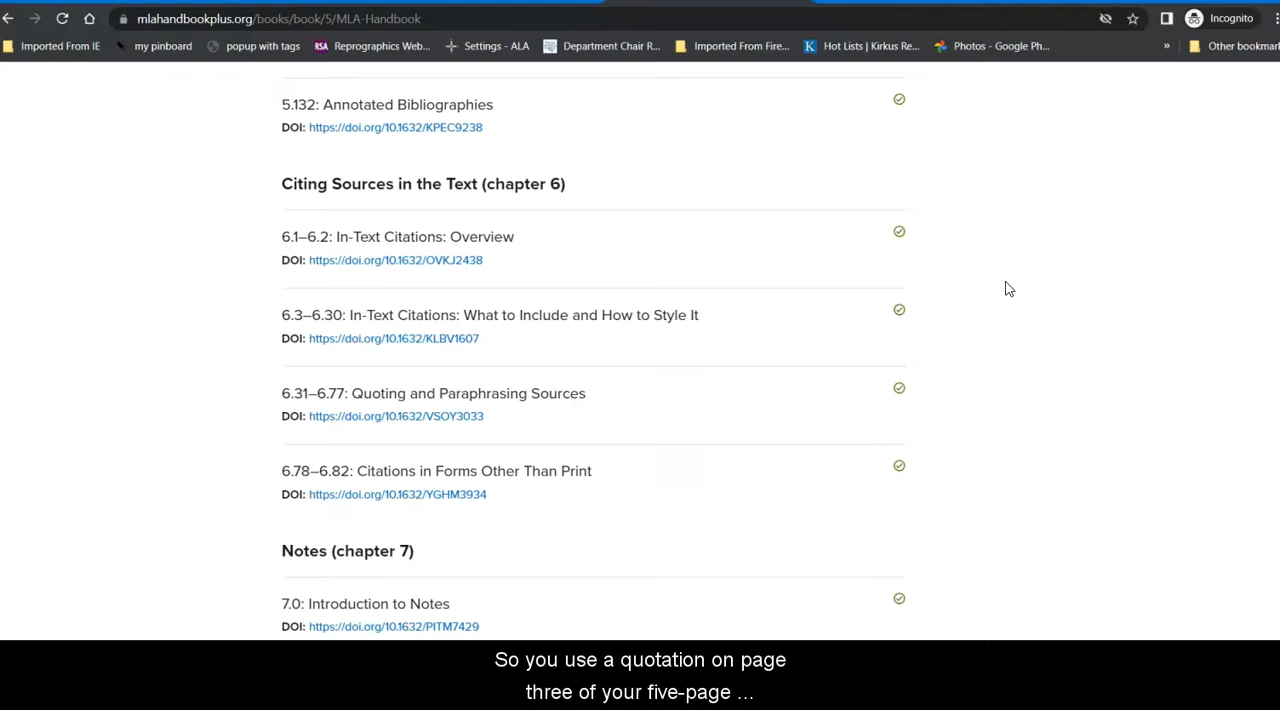 mlahandbookplus.org/books/book/5/MLA-Handbook
Incognito
Imported From IE
my pinboard
popup with tags
RSA Reprographics Web...
Settings - ALA
Department Chair R...
Imported From Fire...
K Hot Lists | Kirkus Re...
Photos - Google Ph...
»
Other bookmar
5.132: Annotated Bibliographies
DOI: https://doi.org/10.1632/KPEC9238
Citing Sources in the Text (chapter 6)
6.1–6.2: In-Text Citations: Overview
DOI: https://doi.org/10.1632/OVKJ2438
6.3–6.30: In-Text Citations: What to Include and How to Style It
DOI: https://doi.org/10.1632/KLBV1607
6.31–6.77: Quoting and Paraphrasing Sources
DOI: https://doi.org/10.1632/VSOY3033
6.78–6.82: Citations in Forms Other Than Print
DOI: https://doi.org/10.1632/YGHM3934
Notes (chapter 7)
7.0: Introduction to Notes
DOI: https://doi.org/10.1632/PITM7429
So you use a quotation on page
three of your five-page ...